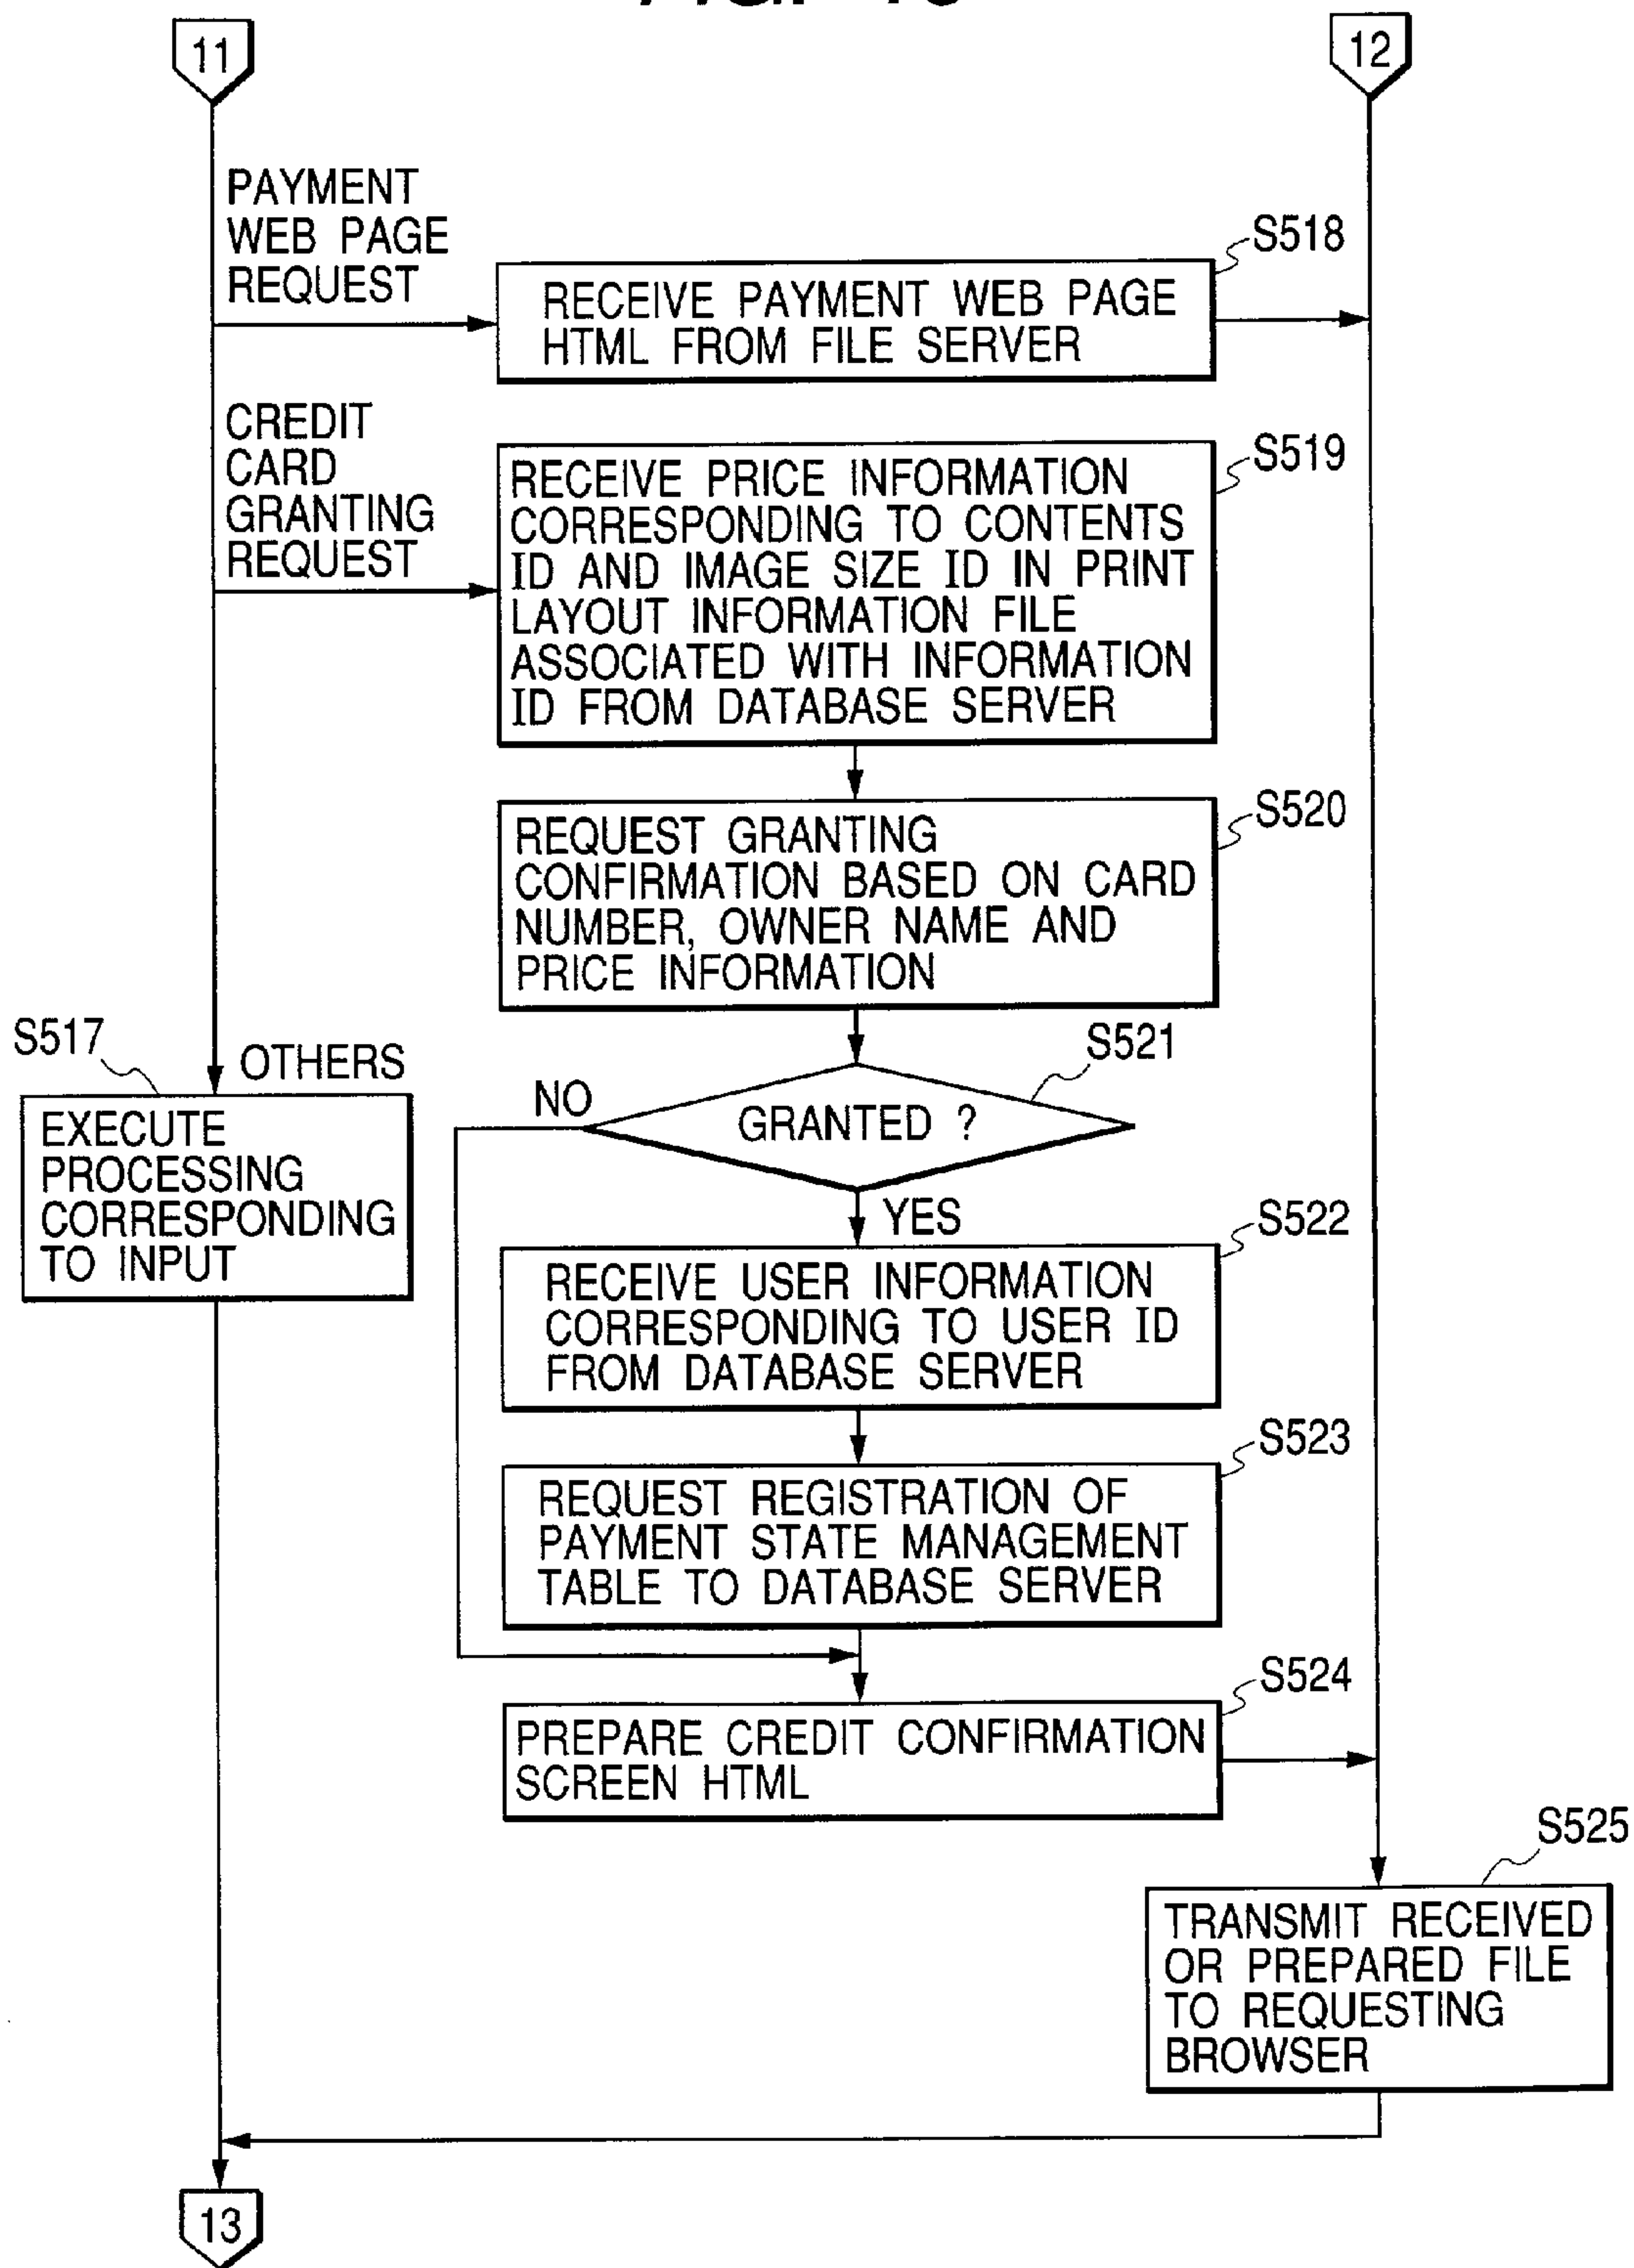 11
12
PAYMENT
WEB PAGE
REQUEST
S518
RECEIVE PAYMENT WEB PAGE
HTML FROM FILE SERVER
CREDIT
CARD
GRANTING
REQUEST
S519
RECEIVE PRICE INFORMATION
CORRESPONDING TO CONTENTS
ID AND IMAGE SIZE ID IN PRINT
LAYOUT INFORMATION FILE
ASSOCIATED WITH INFORMATION
ID FROM DATABASE SERVER
S520
REQUEST GRANTING
CONFIRMATION BASED ON CARD
NUMBER, OWNER NAME AND
PRICE INFORMATION
S517
OTHERS
EXECUTE
PROCESSING
CORRESPONDING
TO INPUT
S521
NO
GRANTED ?
YES
S522
RECEIVE USER INFORMATION
CORRESPONDING TO USER ID
FROM DATABASE SERVER
S523
REQUEST REGISTRATION OF
PAYMENT STATE MANAGEMENT
TABLE TO DATABASE SERVER
S524
PREPARE CREDIT CONFIRMATION
SCREEN HTML
S525
TRANSMIT RECEIVED
OR PREPARED FILE
TO REQUESTING
BROWSER
13